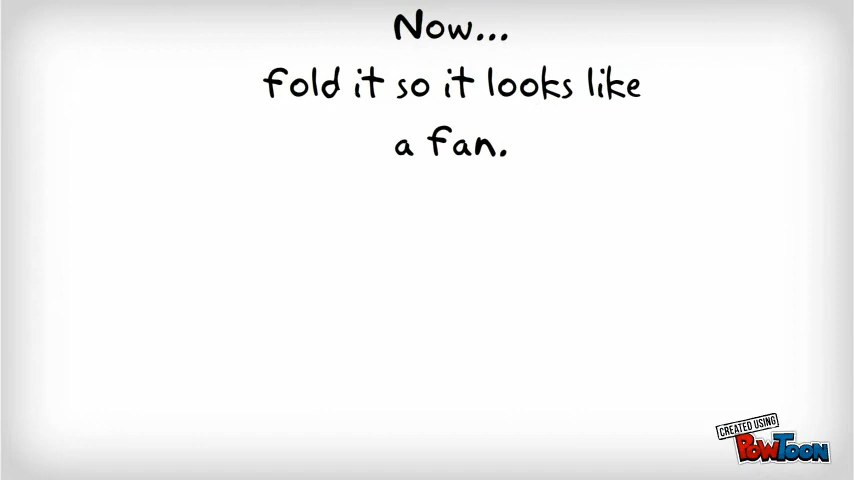 Now...
fold it so it looks like
a fan.
CREATED USING
POWTOON